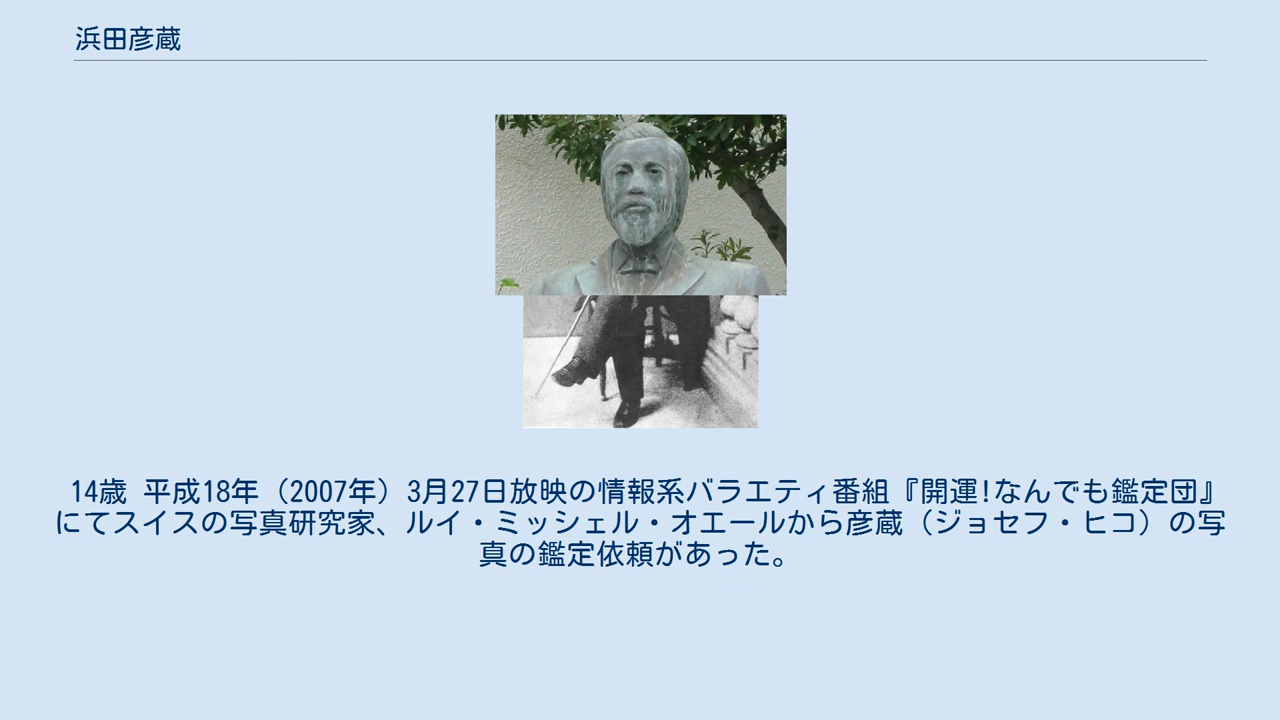 浜田彦蔵
14歳 平成18年（2007年）3月27日放映の情報系バラエティ番組『開運!なんでも鑑定団』
にてスイスの写真研究家、ルイ・ミッシェル・オエールから彦蔵（ジョセフ・ヒコ）の写
真の鑑定依頼があった。